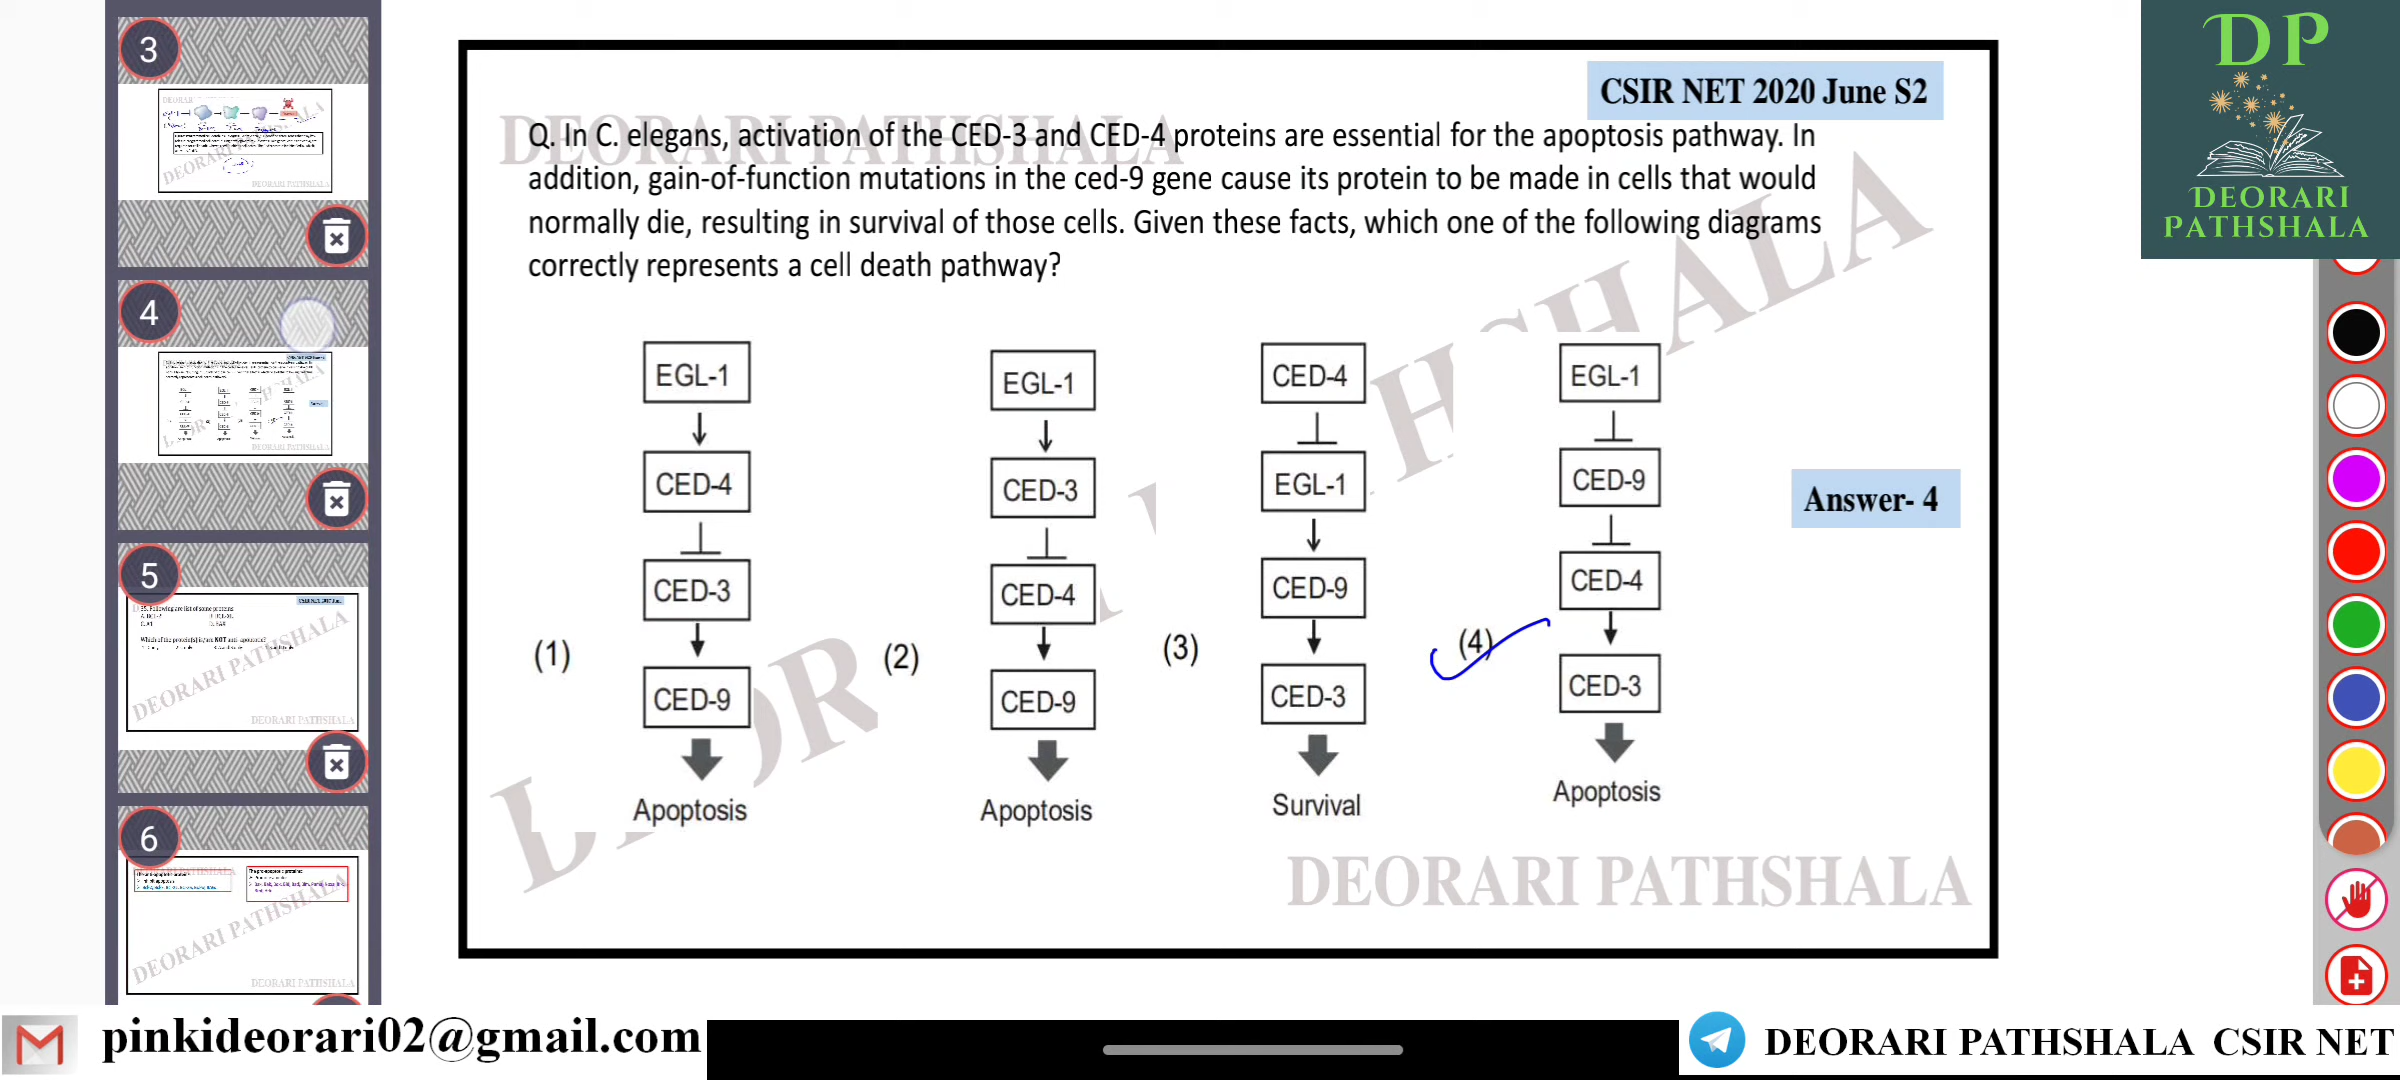 3
4
5
6
CSIR NET 2020 June S2
DEORARI PATHSHALA
Q. In C. elegans, activation of the CED-3 and CED-4 proteins are essential for the apoptosis pathway. In
addition, gain-of-function mutations in the ced-9 gene cause its protein to be made in cells that would
normally die, resulting in survival of those cells. Given these facts, which one of the following diagrams
correctly represents a cell death pathway?
(1)
EGL-1
CED-4
CED-3
CED-9
Apoptosis
(2)
EGL-1
CED-3
CED-4
CED-9
Apoptosis
(3)
CED-4
EGL-1
CED-9
CED-3
Survival
(4)
EGL-1
CED-9
CED-4
CED-3
Apoptosis
Answer- 4
DEORARI PATHSHALA
DP
DEORARI
PATHSHALA
pinkideorari02@gmail.com
DEORARI PATHSHALA CSIR NET